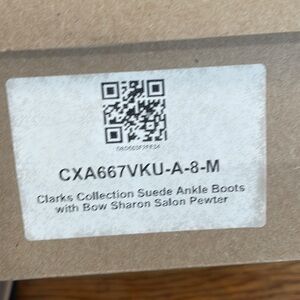 CXA667VKU-A-8-M
Clarks Collection Suede Ankle Boots
with Bow Sharon Salon Pewter